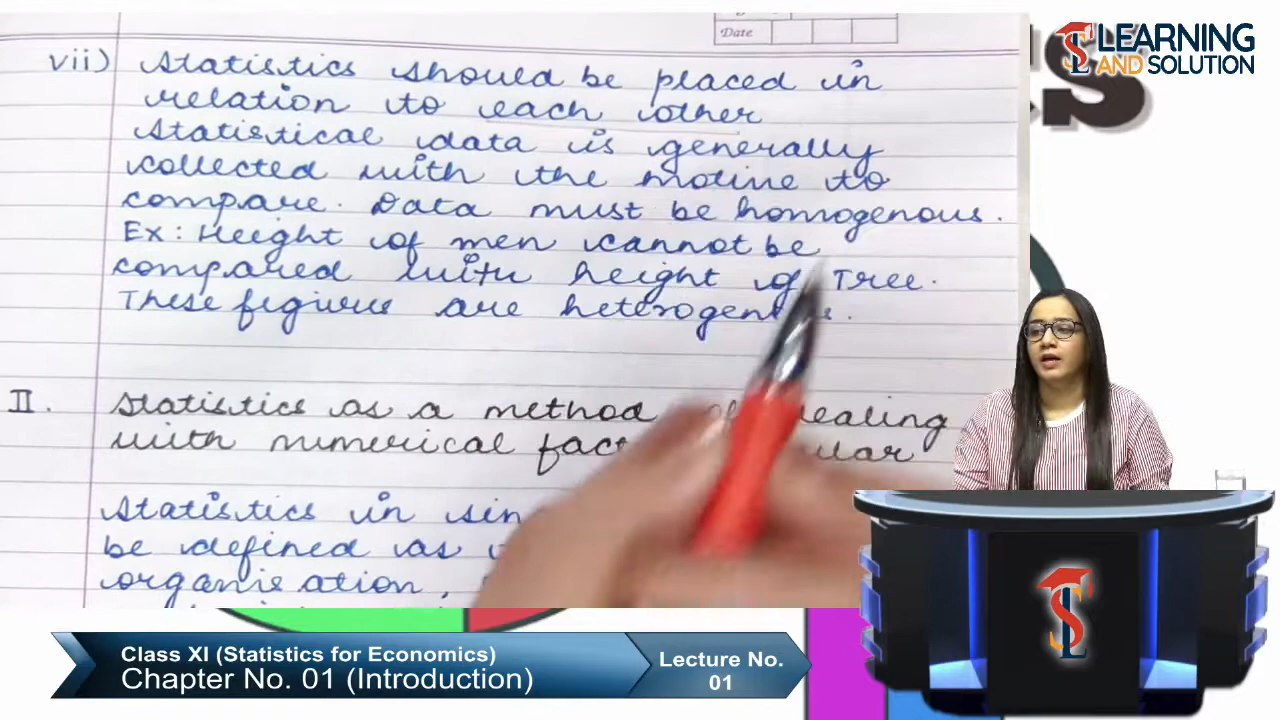 Date
LEARNING
AND SOLUTION
vii) Statistics should be placed in
relation to each other
Statistical data is generally
collected with the motive to
compare. Data must be homogenous.
Ex: Height of men cannot be
compared with height of Tree.
These figures are
II. Statistics as a method
with numerical
Statistics in
be defined as
organisation,
Class XI (Statistics for Economics)
Chapter No. 01 (Introduction)
Lecture No.
01